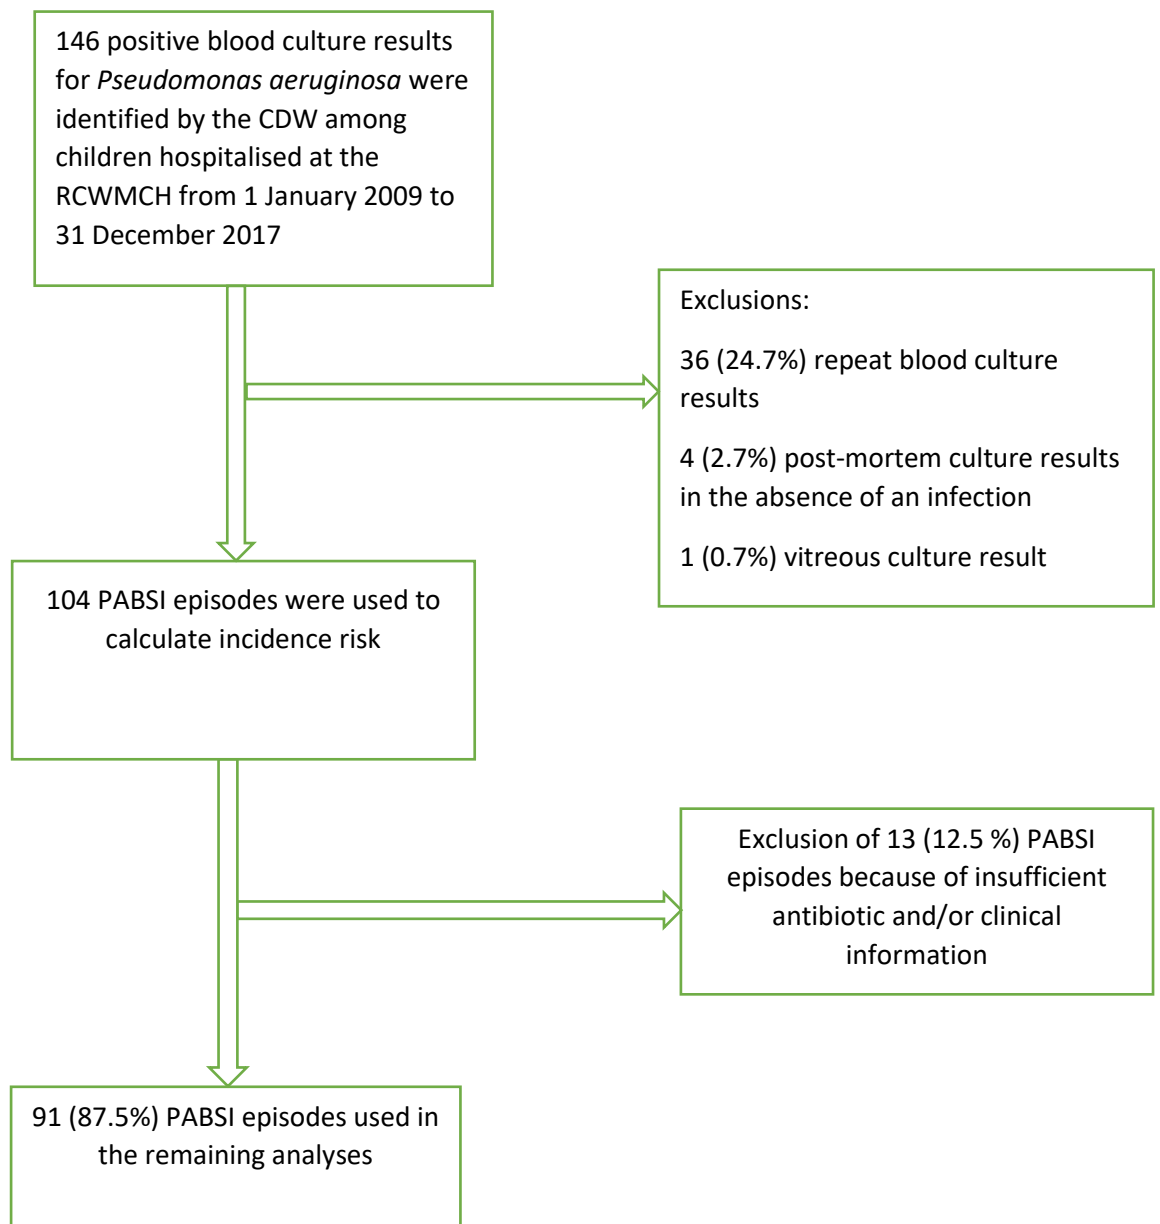 146 positive blood culture results
for Pseudomonas aeruginosa were
identified by the CDW among
children hospitalised at the
RCWMCH from 1 January 2009 to
31 December 2017
Exclusions:
36 (24.7%) repeat blood culture
results
4 (2.7%) post-mortem culture results
in the absence of an infection
1 (0.7%) vitreous culture result
104 PABSI episodes were used to
calculate incidence risk
Exclusion of 13 (12.5 %) PABSI
episodes because of insufficient
antibiotic and/or clinical
information
91 (87.5%) PABSI episodes used in
the remaining analyses